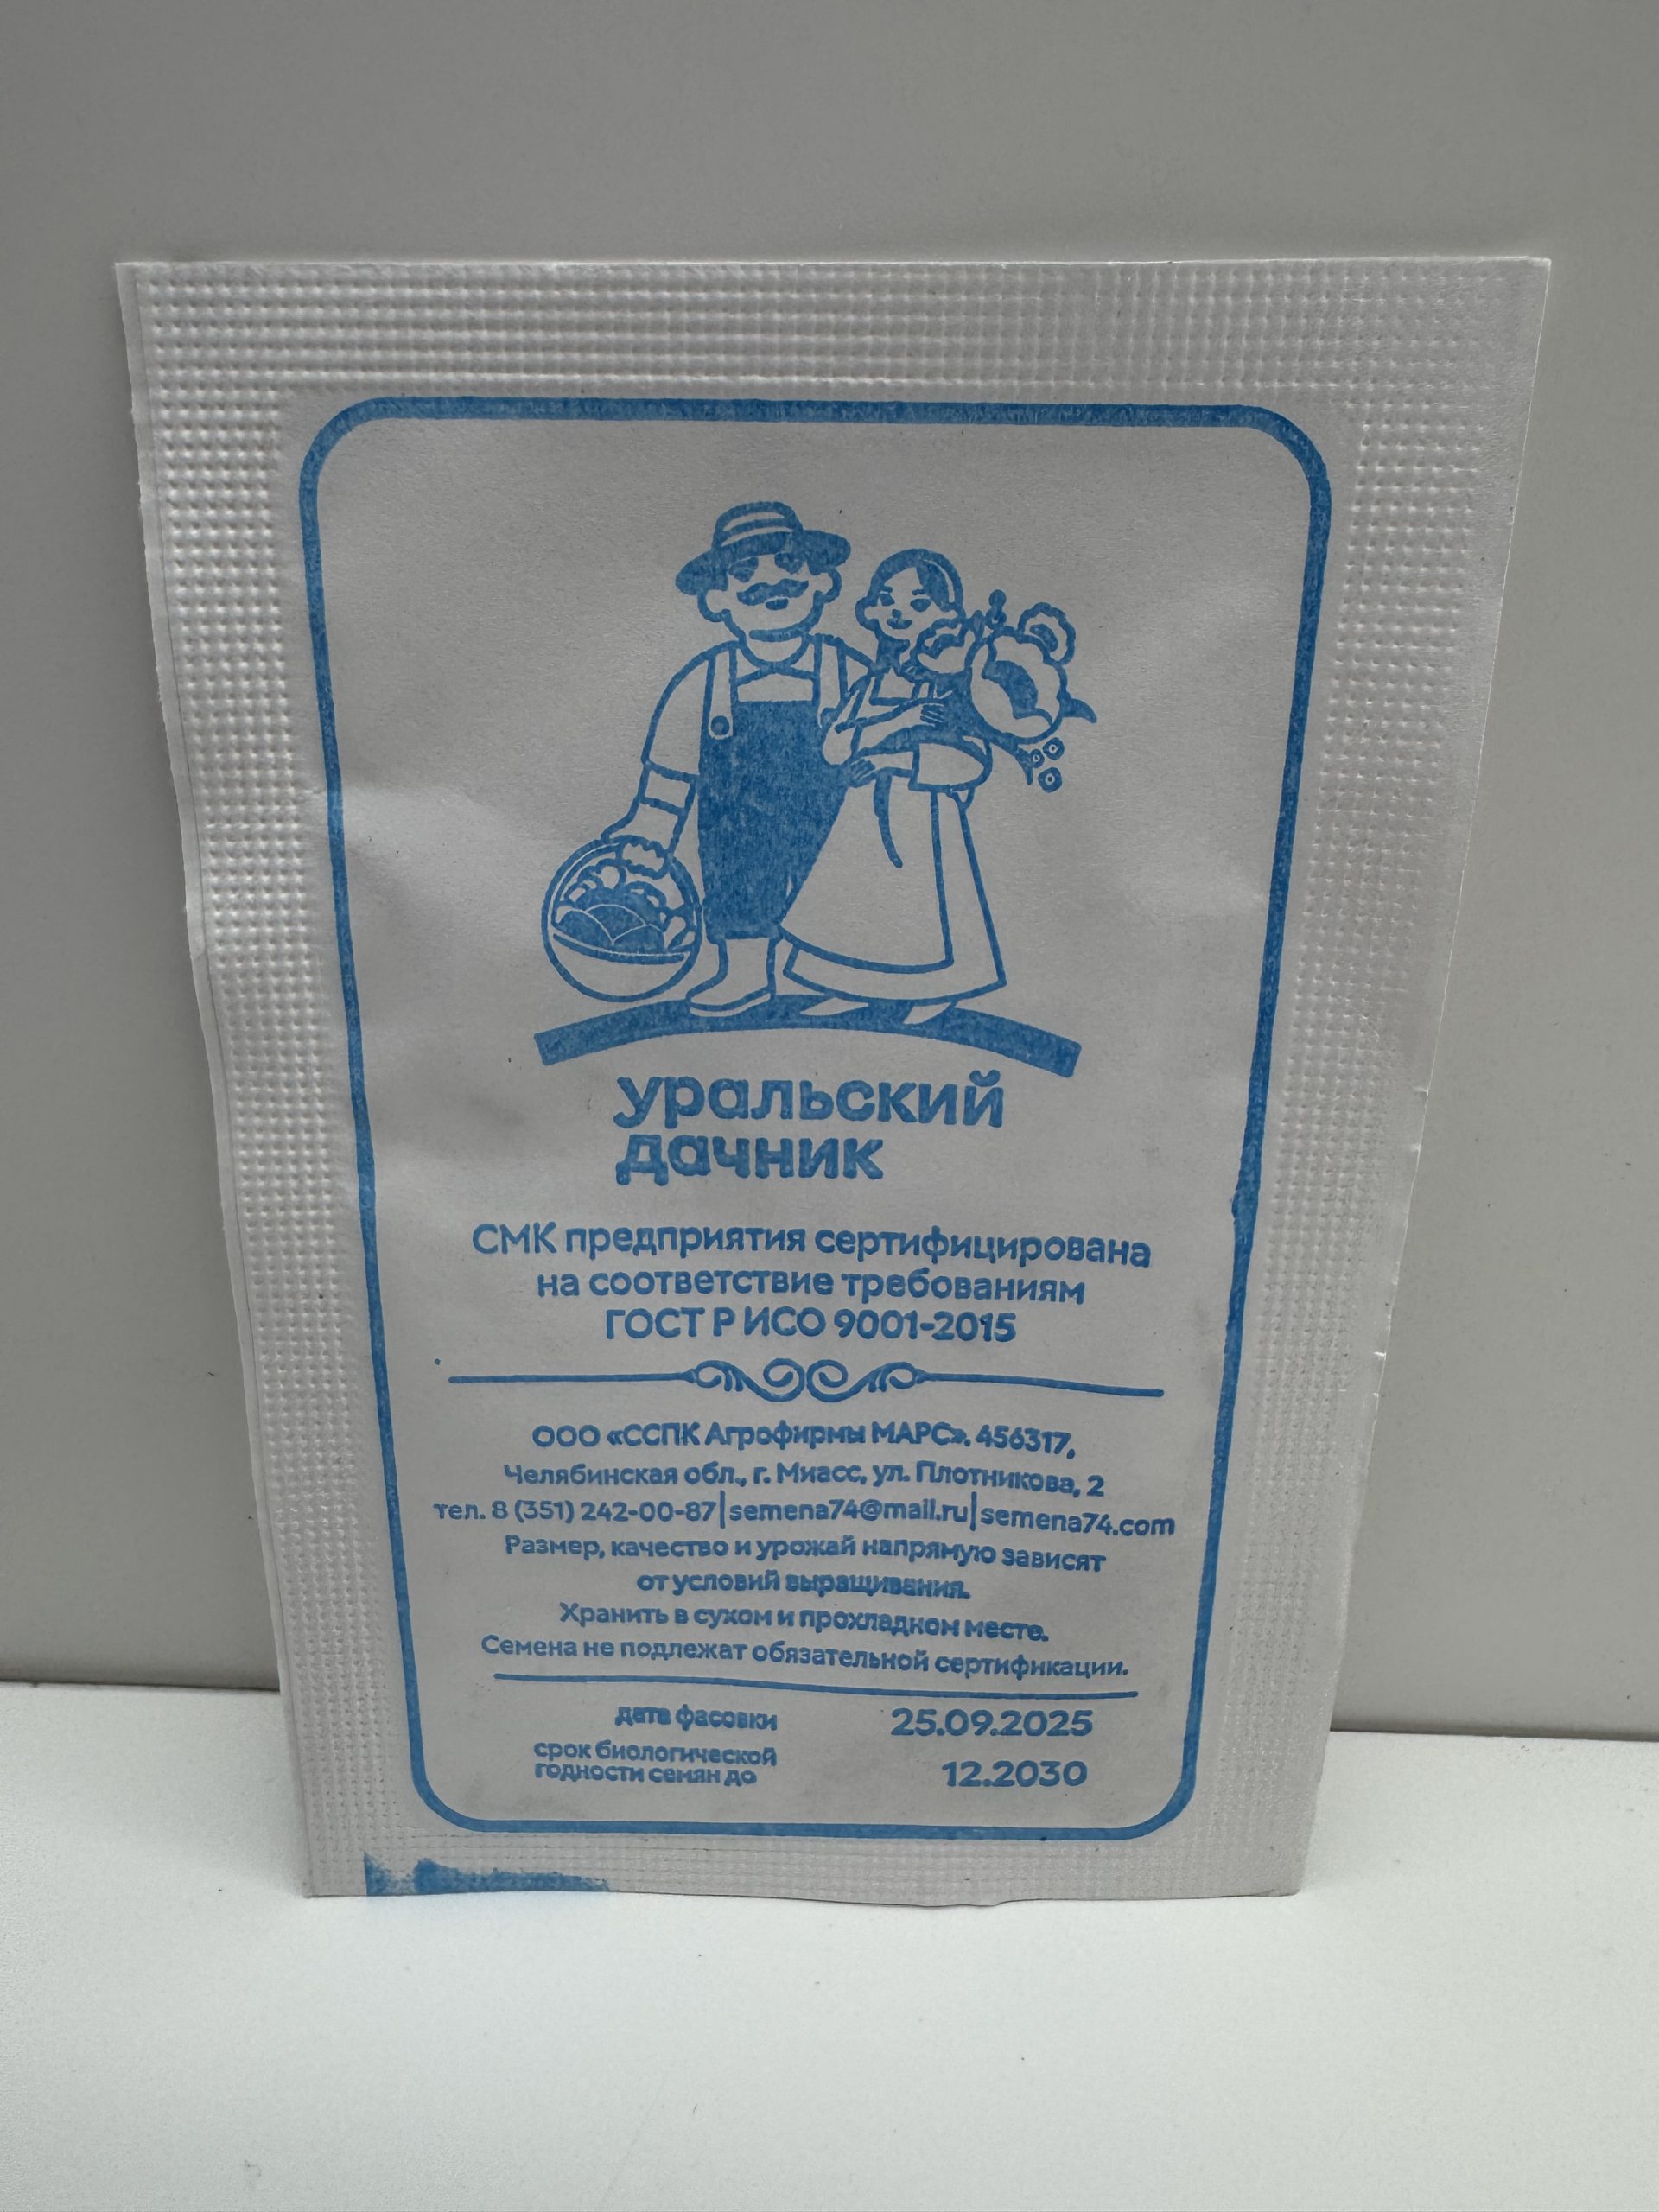 уральский
дачник
СМК предприятия сертифицирована
на соответствие требованиям
ГОСТ Р ИСО 9001-2015
ООО «ССПК Агрофирмы МАРС». 456317,
Челябинская обл., г. Миасс, ул. Плотникова, 2
тел. 8 (351) 242-00-87|semena74@mail.ru|semena74.com
Размер, качество и урожай напрямую зависят
от условий выращивания.
Хранить в сухом и прохладном месте.
Семена не подлежат обязательной сертификации.
дата фасовки 25.09.2025
срок биологической
годности семян до 12.2030